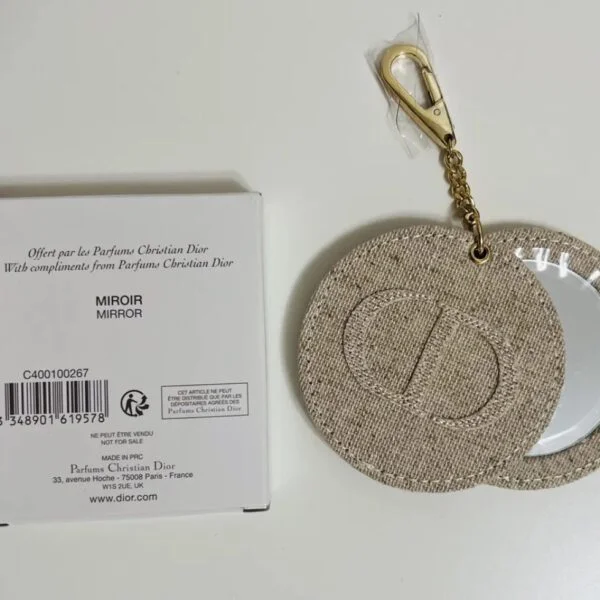 Offert par les Parfums Christian Dior
With compliments from Parfums Christian Dior
MIROIR
MIRROR
C400100267
3 348901 619578
CET ARTICLE NE PEUT
ÊTRE DISTRIBUÉ QUE PAR LES
DÉPOSITAIRES AGRÉÉS DES
Parfums Christian Dior
NE PEUT ÊTRE VENDU
NOT FOR SALE
MADE IN PRC
Parfums Christian Dior
33, avenue Hoche - 75008 Paris - France
W1S 2UE, UK
www.dior.com
CD